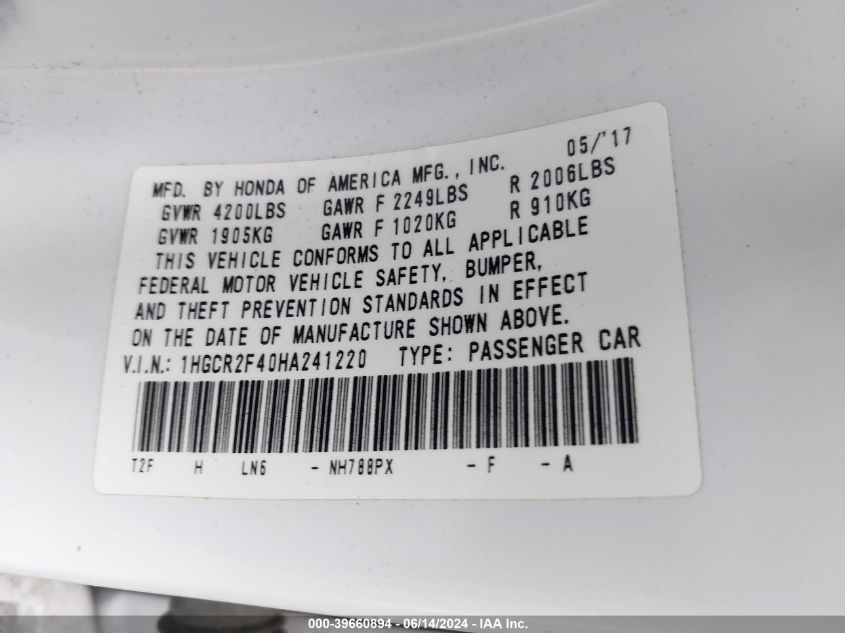 MFD. BY HONDA OF AMERICA MFG., INC. 05/'17
GVWR 4200LBS GAWR F 2249LBS R 2006LBS
GVWR 1905KG GAWR F 1020KG R 910KG
THIS VEHICLE CONFORMS TO ALL APPLICABLE
FEDERAL MOTOR VEHICLE SAFETY, BUMPER,
AND THEFT PREVENTION STANDARDS IN EFFECT
ON THE DATE OF MANUFACTURE SHOWN ABOVE.
V.I.N.: 1HGCR2F40HA241220 TYPE: PASSENGER CAR
T2F H LN6 - NH788PX - F - A
000-39660894 - 06/14/2024 - IAA Inc.